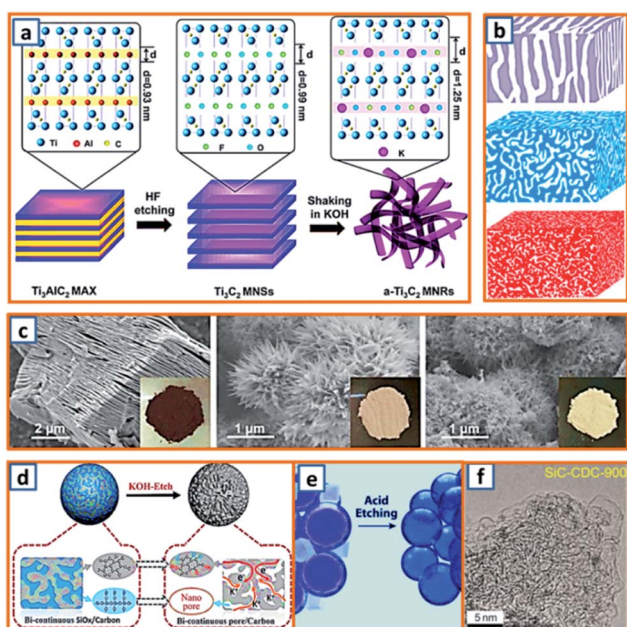 a
d
d=0.93 nm
d
d=0.99 nm
d
d=1.25 nm
Ti Al C
F O
K
HF
etching
Shaking
in KOH
Ti₃AlC₂ MAX
Ti₃C₂ MNSs
a-Ti₃C₂ MNRs
b
c
2 μm
1 μm
1 μm
d
KOH-Etch
Nano
pore
e⁻
e⁻
K⁺
K⁺
Bi-continuous SiOx/Carbon
Bi-continuous pore/Carbon
e
Acid
Etching
f
SiC-CDC-900
5 nm